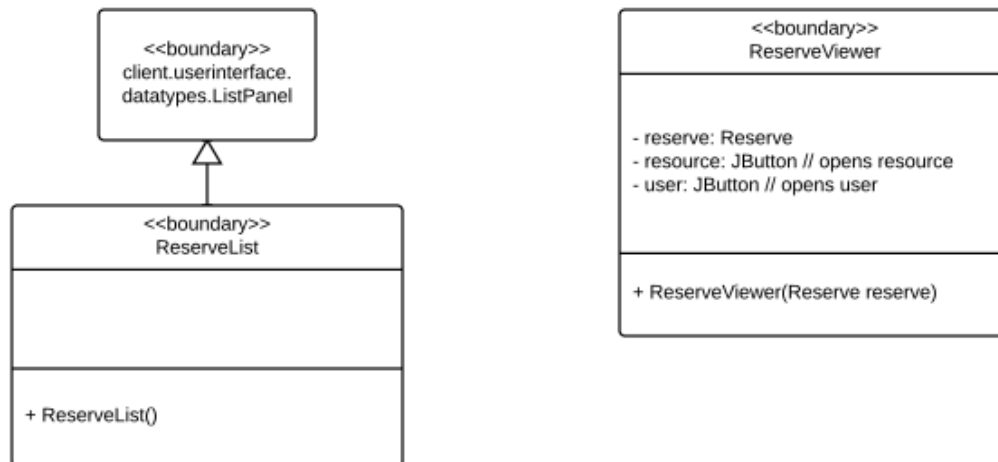 <<boundary>>
client.userinterface.
datatypes.ListPanel
<<boundary>>
ReserveList
+ ReserveList()
<<boundary>>
ReserveViewer
- reserve: Reserve
- resource: JButton // opens resource
- user: JButton // opens user
+ ReserveViewer(Reserve reserve)